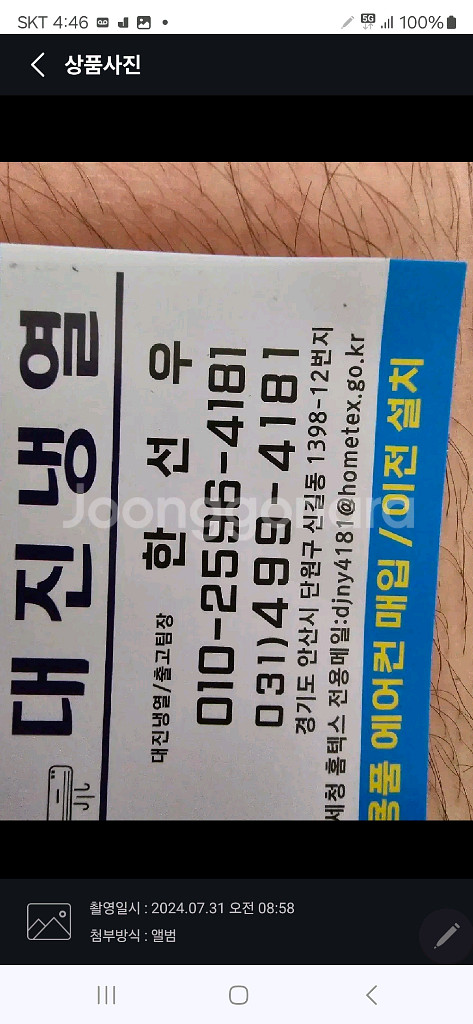 SKT 4:46
5G
100%
상품사진
대진냉열
한 선 우
대진냉열/출고팀장
010-2596-4181
031)499-4181
경기도 안산시 단원구 신길동 1398-12번지
세청 홈텍스 전용메일:djny4181@hometex.go.kr
용품 에어컨 매입 / 이전 설치
Joonggonara
촬영일시 : 2024.07.31 오전 08:58
첨부방식 : 앨범